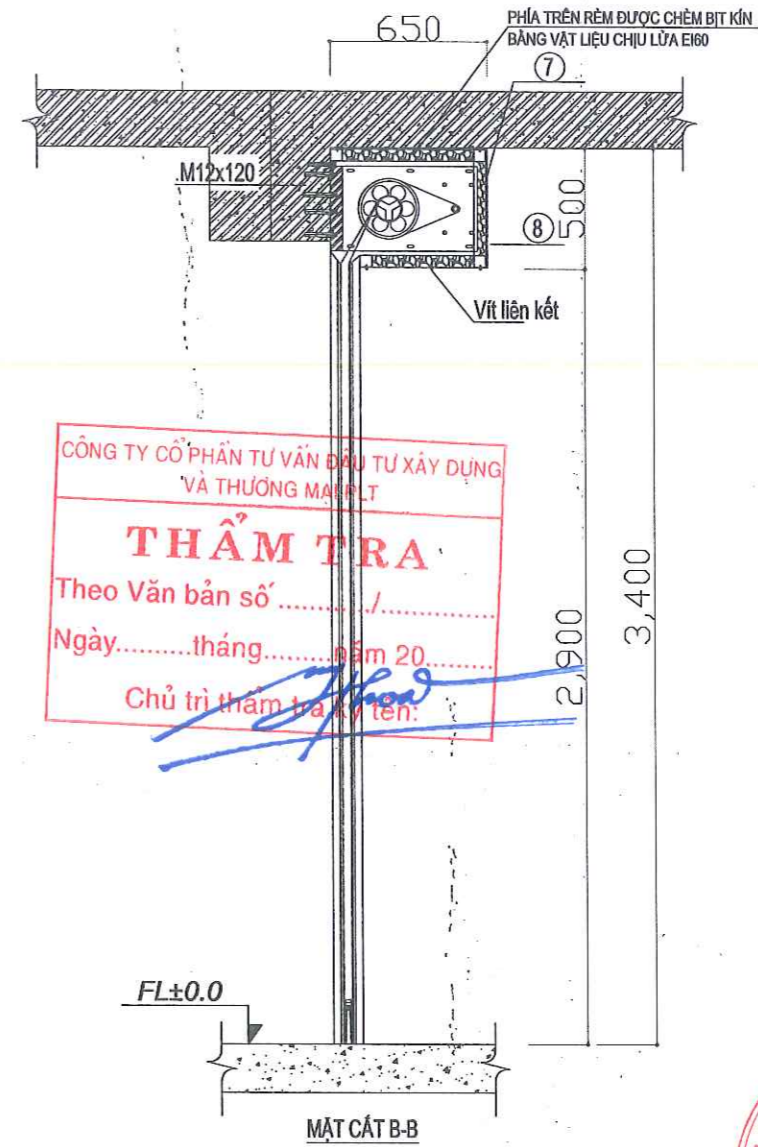 650
PHÍA TRÊN RÈM ĐƯỢC CHÈM BỊT KÍN
BẰNG VẬT LIỆU CHỊU LỬA EI60
7
M12x120
500
8
Vít liên kết
CÔNG TY CỔ PHẦN TƯ VẤN ĐẦU TƯ XÂY DỰNG
VÀ THƯƠNG MẠI PLT
THẨM TRA
Theo Văn bản số ........../..........
Ngày..........tháng..........năm 20.........
Chủ trì thẩm tra ký tên:
2,900
3,400
FL±0.0
MẶT CẮT B-B